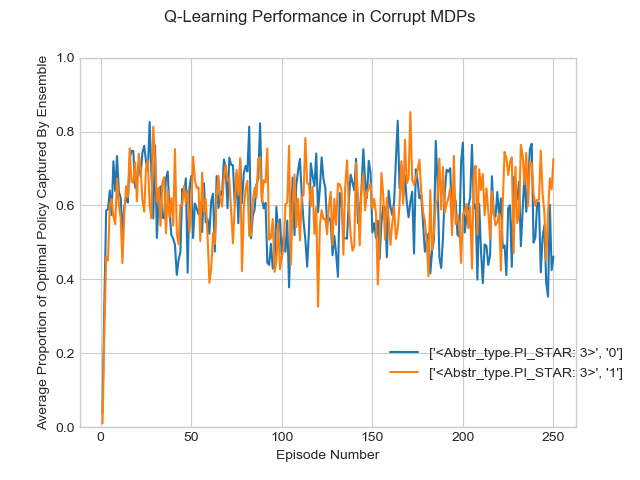 Q-Learning Performance in Corrupt MDPs
Average Proportion of Optimal Policy Captured By Ensemble
1.0
0.8
0.6
0.4
0.2
0.0
['<Abstr_type.PI_STAR: 3>', '0']
['<Abstr_type.PI_STAR: 3>', '1']
0
50
100
150
200
250
Episode Number